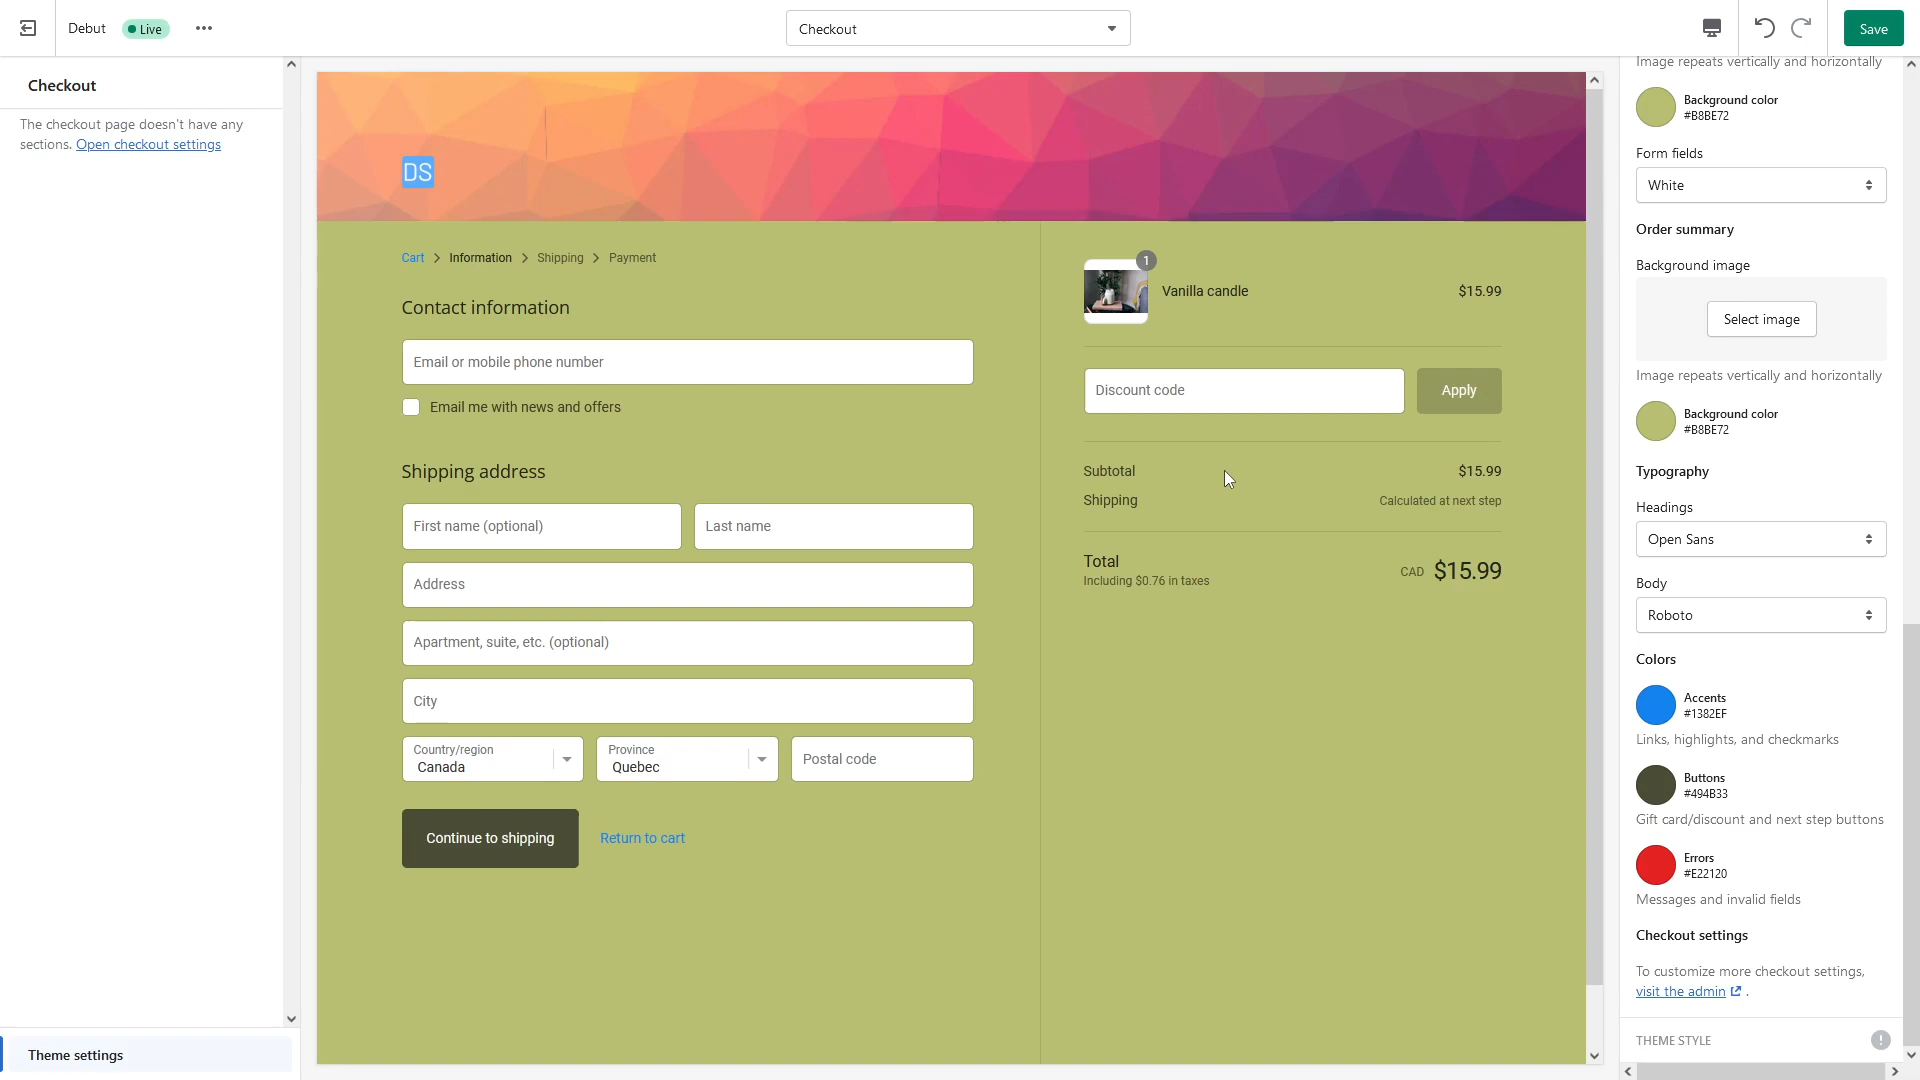 Debut
Live
Checkout
Save
Checkout
The checkout page doesn't have any
sections. Open checkout settings
Theme settings
DS
Cart > Information > Shipping > Payment
Contact information
Email or mobile phone number
Email me with news and offers
Shipping address
First name (optional)
Last name
Address
Apartment, suite, etc. (optional)
City
Country/region
Canada
Province
Quebec
Postal code
Continue to shipping
Return to cart
1
Vanilla candle
$15.99
Discount code
Apply
Subtotal
$15.99
Shipping
Calculated at next step
Total
Including $0.76 in taxes
CAD $15.99
Image repeats vertically and horizontally
Background color
#B8BE72
Form fields
White
Order summary
Background image
Select image
Image repeats vertically and horizontally
Background color
#B8BE72
Typography
Headings
Open Sans
Body
Roboto
Colors
Accents
#1382EF
Links, highlights, and checkmarks
Buttons
#494B33
Gift card/discount and next step buttons
Errors
#E22120
Messages and invalid fields
Checkout settings
To customize more checkout settings,
visit the admin .
THEME STYLE